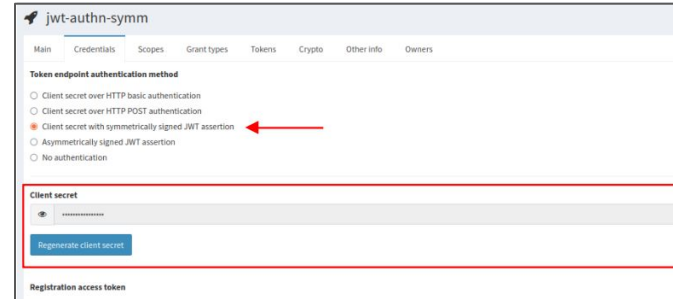 jwt-authn-symm
Main Credentials Scopes Grant types Tokens Crypto Other info Owners
Token endpoint authentication method
Client secret over HTTP basic authentication
Client secret over HTTP POST authentication
Client secret with symmetrically signed JWT assertion
Asymmetrically signed JWT assertion
No authentication
Client secret
••••••••••••••••
Regenerate client secret
Registration access token